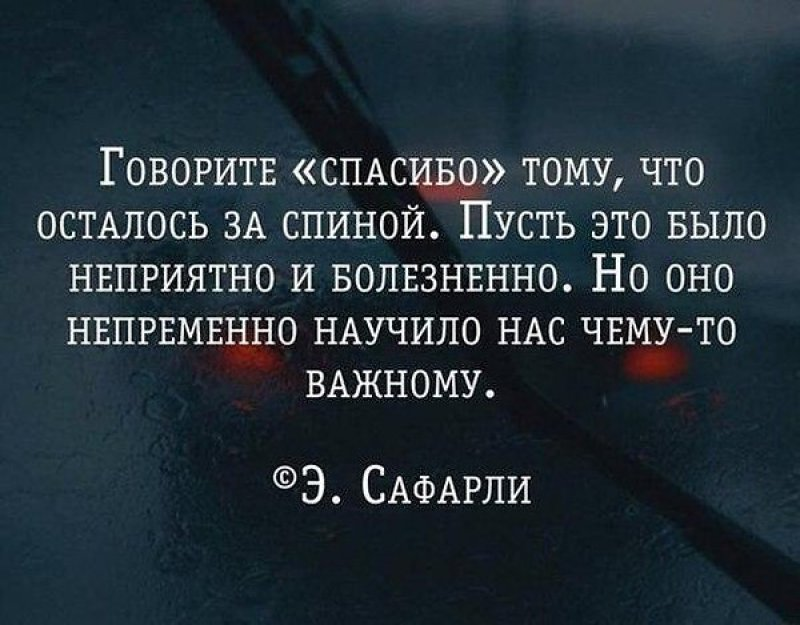 Говорите «спасибо» тому, что
осталось за спиной. Пусть это было
неприятно и болезненно. Но оно
непременно научило нас чему-то
важному.
©Э. Сафарли